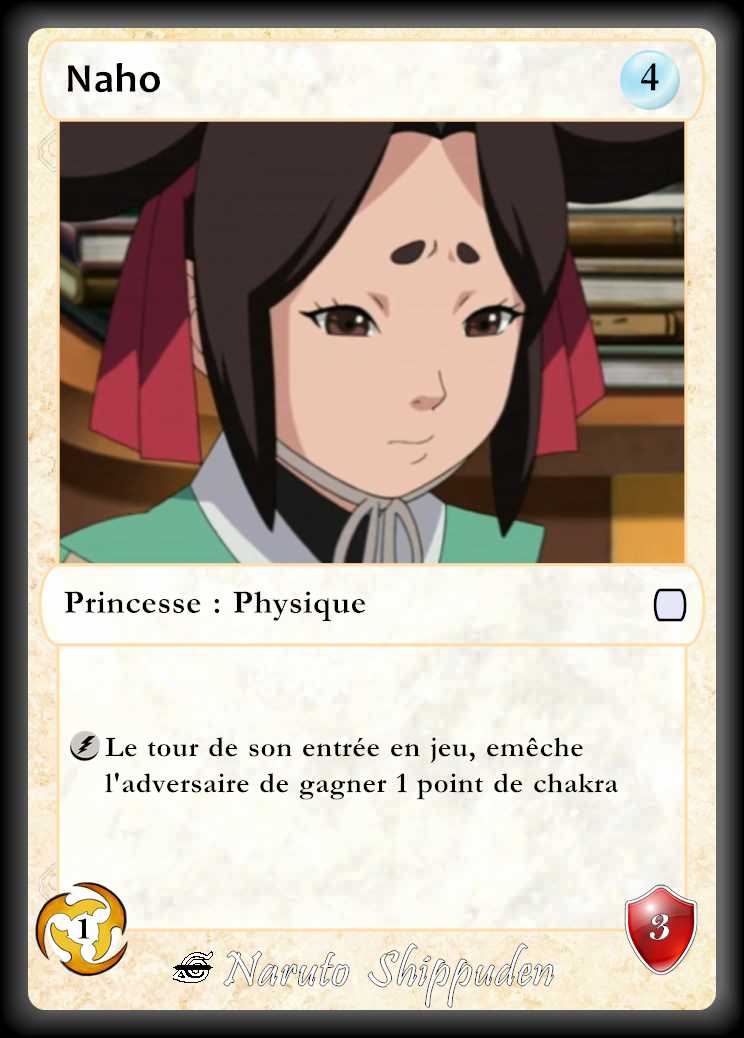 Naho
4
Princesse : Physique
Le tour de son entrée en jeu, emêche
l'adversaire de gagner 1 point de chakra
1
3
Naruto Shippuden